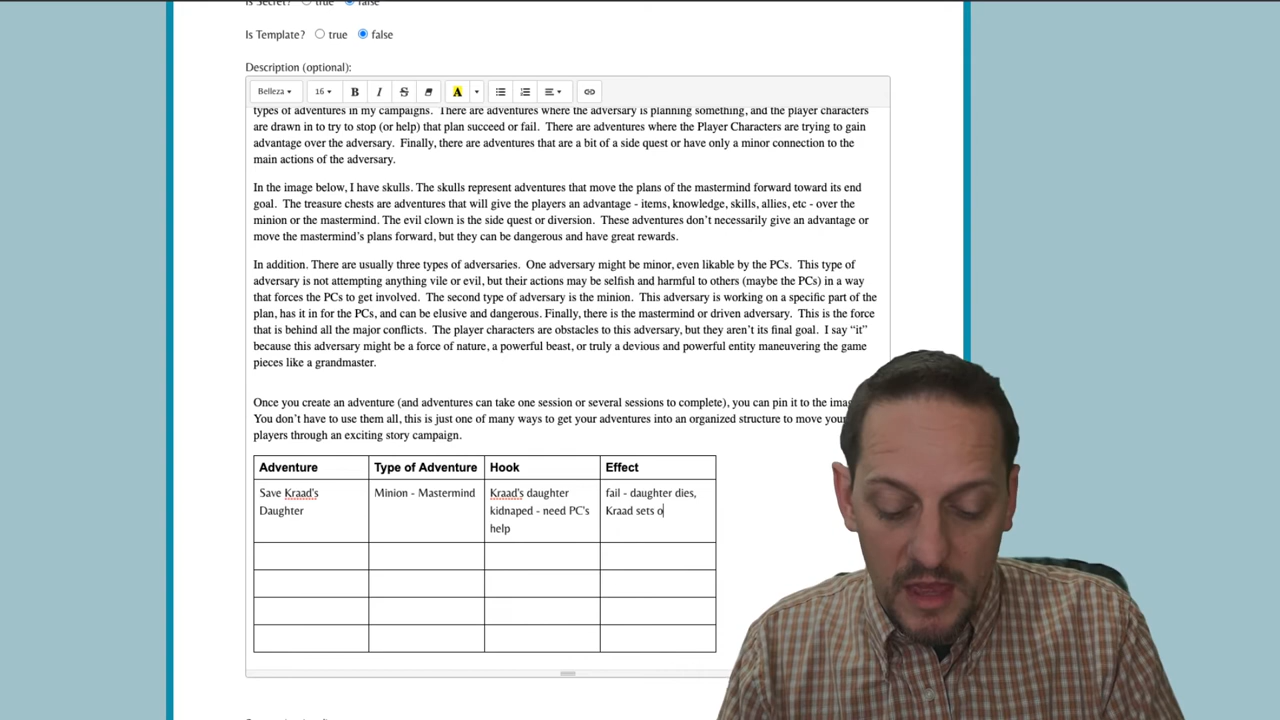 Is Secret? true false
Is Template? true false
Description (optional):
Belleza 16 B I S A
types of adventures in my campaigns. There are adventures where the adversary is planning something, and the player characters
are drawn in to try to stop (or help) that plan succeed or fail. There are adventures where the Player Characters are trying to gain
advantage over the adversary. Finally, there are adventures that are a bit of a side quest or have only a minor connection to the
main actions of the adversary.
In the image below, I have skulls. The skulls represent adventures that move the plans of the mastermind forward toward its end
goal. The treasure chests are adventures that will give the players an advantage - items, knowledge, skills, allies, etc - over the
minion or the mastermind. The evil clown is the side quest or diversion. These adventures don't necessarily give an advantage or
move the mastermind's plans forward, but they can be dangerous and have great rewards.
In addition. There are usually three types of adversaries. One adversary might be minor, even likable by the PCs. This type of
adversary is not attempting anything vile or evil, but their actions may be selfish and harmful to others (maybe the PCs) in a way
that forces the PCs to get involved. The second type of adversary is the minion. This adversary is working on a specific part of the
plan, has it in for the PCs, and can be elusive and dangerous. Finally, there is the mastermind or driven adversary. This is the force
that is behind all the major conflicts. The player characters are obstacles to this adversary, but they aren't its final goal. I say “it”
because this adversary might be a force of nature, a powerful beast, or truly a devious and powerful entity maneuvering the game
pieces like a grandmaster.
Once you create an adventure (and adventures can take one session or several sessions to complete), you can pin it to the
You don't have to use them all, this is just one of many ways to get your adventures into an organized structure to move
players through an exciting story campaign.
Adventure Type of Adventure Hook Effect
Save Kraad's Minion - Mastermind Kraad's daughter fail - daughter dies,
Daughter kidnaped - need PC's Kraad sets o
help